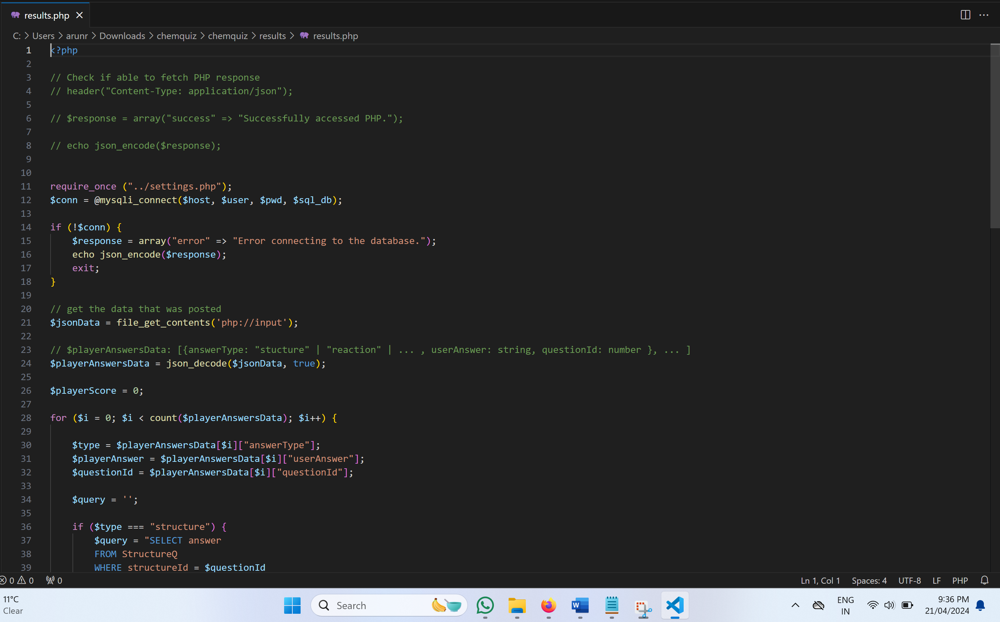 results.php
C: > Users > arunr > Downloads > chemquiz > chemquiz > results > results.php
1 <?php
2
3 // Check if able to fetch PHP response
4 // header("Content-Type: application/json");
5
6 // $response = array("success" => "Successfully accessed PHP.");
7
8 // echo json_encode($response);
9
10
11 require_once ("../settings.php");
12 $conn = @mysqli_connect($host, $user, $pwd, $sql_db);
13
14 if (!$conn) {
15     $response = array("error" => "Error connecting to the database.");
16     echo json_encode($response);
17     exit;
18 }
19
20 // get the data that was posted
21 $jsonData = file_get_contents('php://input');
22
23 // $playerAnswersData: [{answerType: "stucture" | "reaction" | ... , userAnswer: string, questionId: number }, ... ]
24 $playerAnswersData = json_decode($jsonData, true);
25
26 $playerScore = 0;
27
28 for ($i = 0; $i < count($playerAnswersData); $i++) {
29
30     $type = $playerAnswersData[$i]["answerType"];
31     $playerAnswer = $playerAnswersData[$i]["userAnswer"];
32     $questionId = $playerAnswersData[$i]["questionId"];
33
34     $query = '';
35
36     if ($type === "structure") {
37         $query = "SELECT answer
38         FROM StructureQ
39         WHERE structureId = $questionId
0 0 0 Ln 1, Col 1 Spaces: 4 UTF-8 LF PHP
11°C
Clear
Search
W
ENG
IN
9:36 PM
21/04/2024